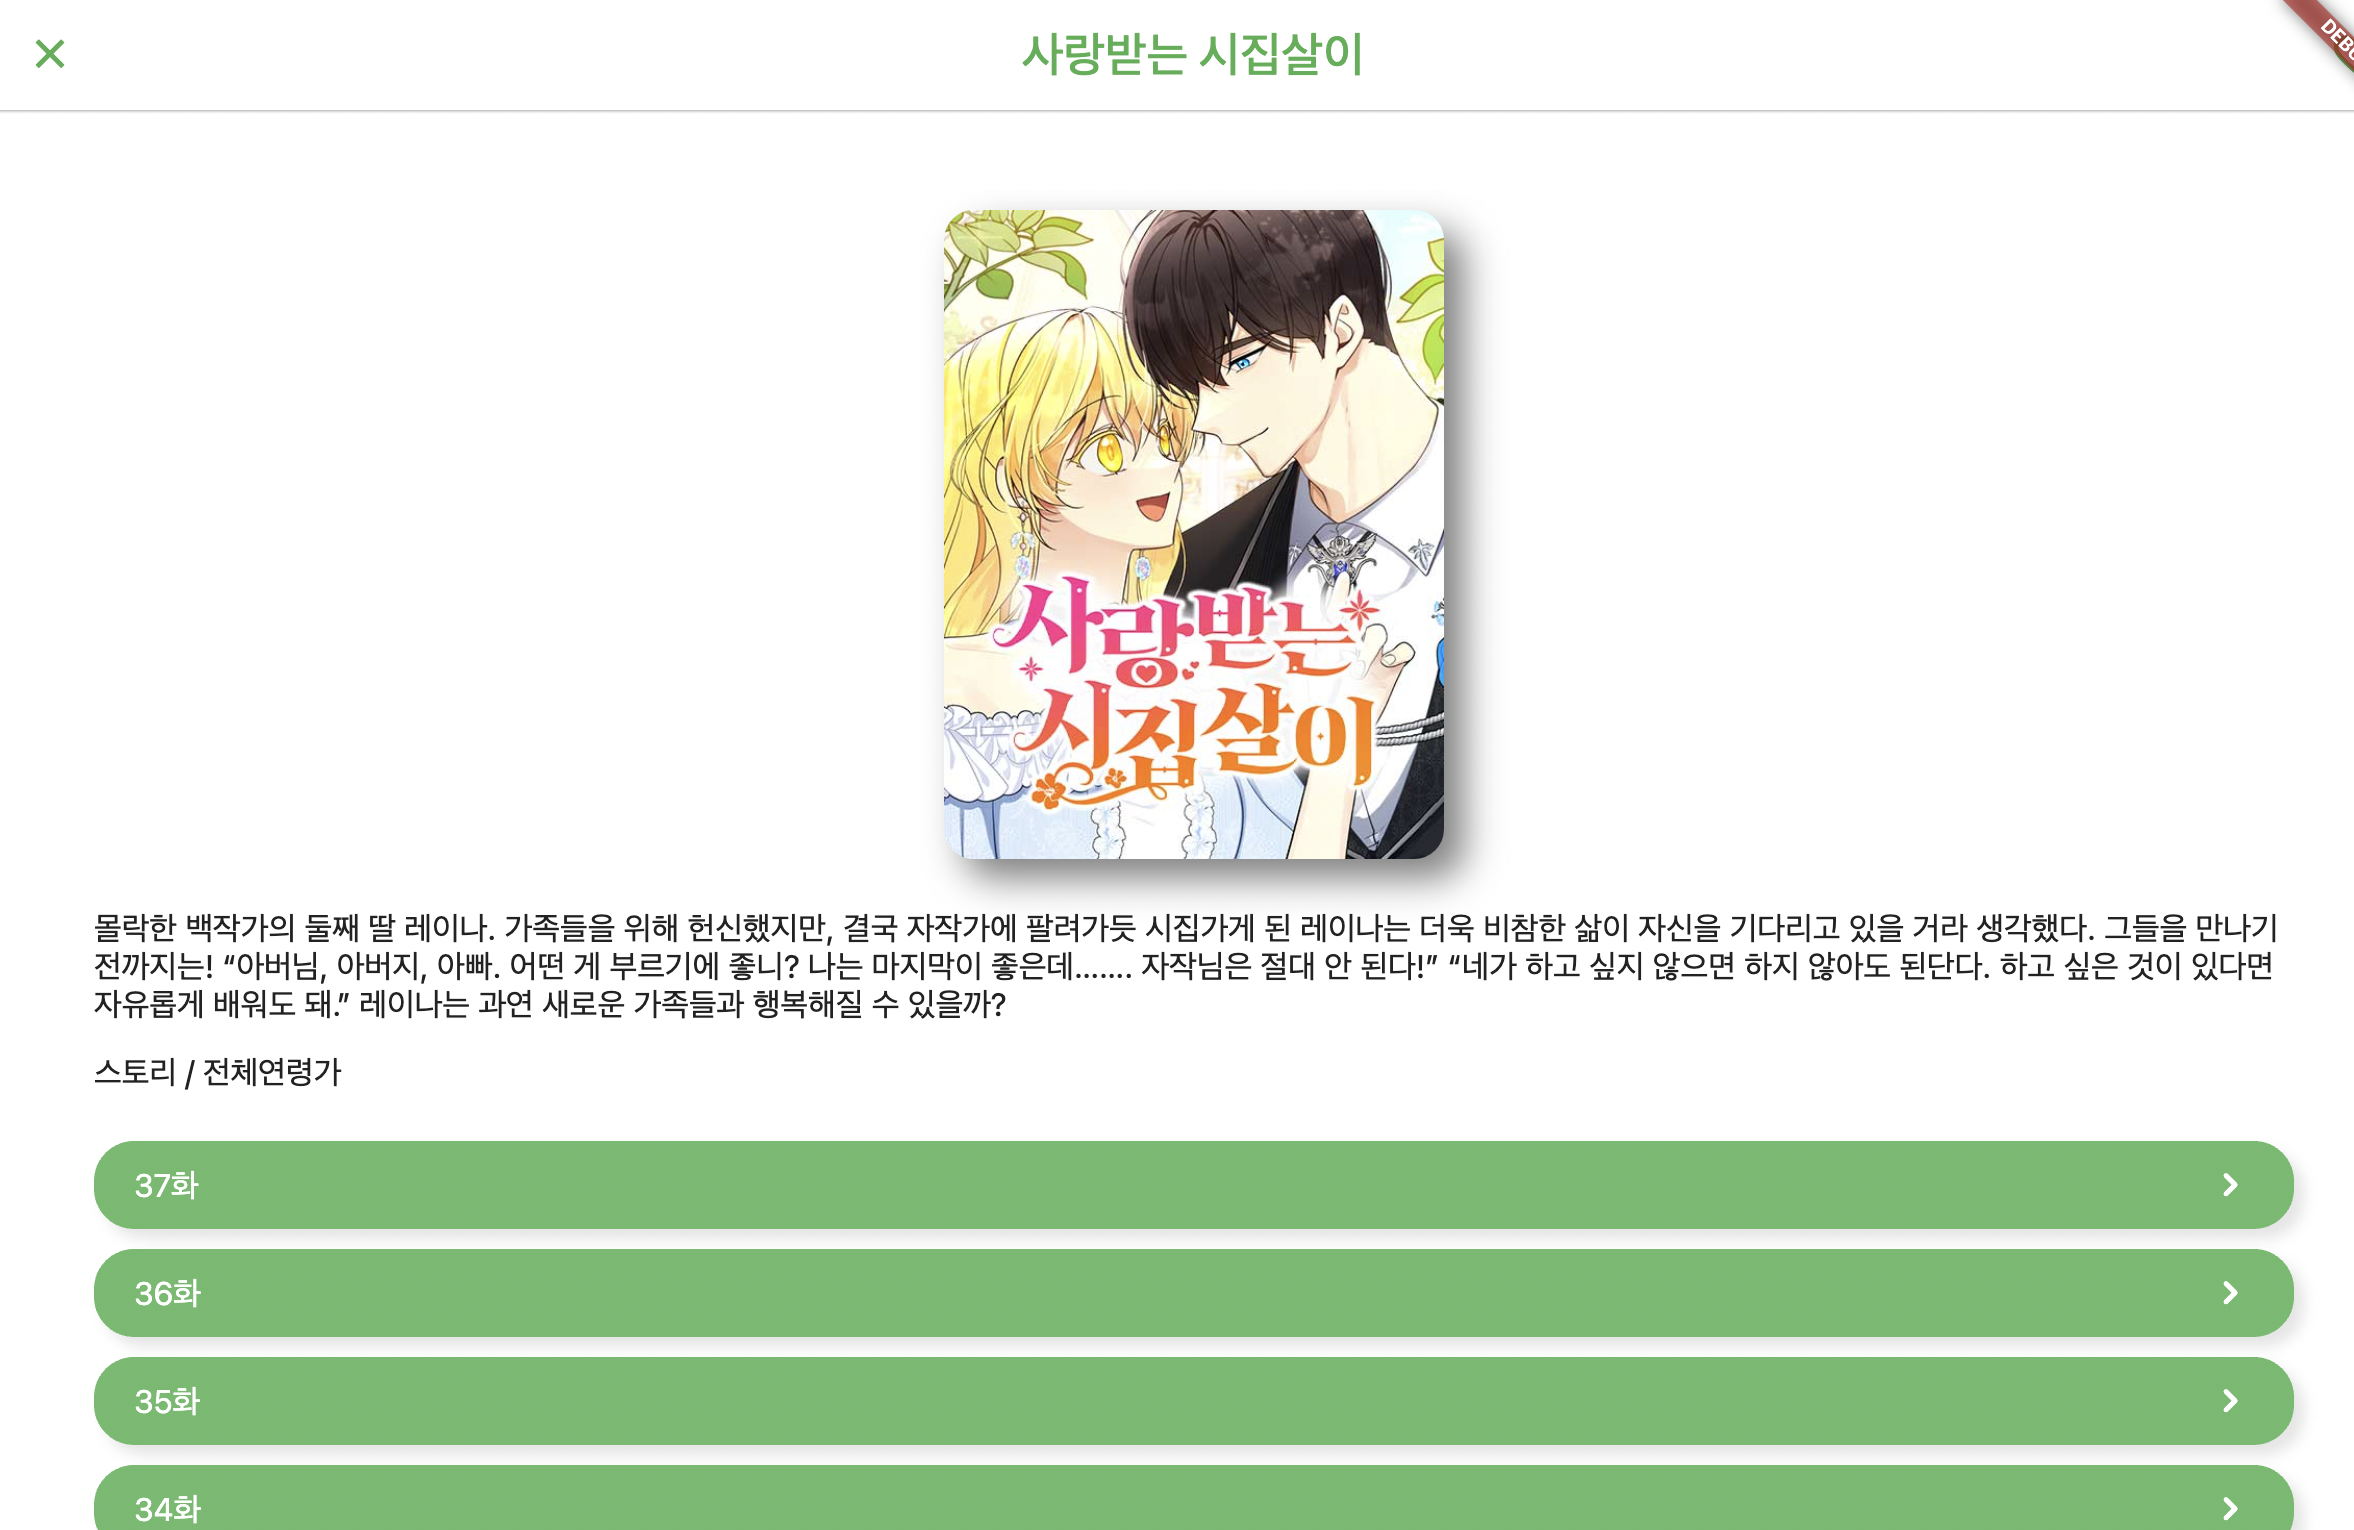 사랑받는 시집살이
사랑받는
시집살이
몰락한 백작가의 둘째 딸 레이나. 가족들을 위해 헌신했지만, 결국 자작가에 팔려가듯 시집가게 된 레이나는 더욱 비참한 삶이 자신을 기다리고 있을 거라 생각했다. 그들을 만나기
전까지는! “아버님, 아버지, 아빠. 어떤 게 부르기에 좋니? 나는 마지막이 좋은데……. 자작님은 절대 안 된다!” “네가 하고 싶지 않으면 하지 않아도 된단다. 하고 싶은 것이 있다면
자유롭게 배워도 돼.” 레이나는 과연 새로운 가족들과 행복해질 수 있을까?
스토리 / 전체연령가
37화
36화
35화
34화